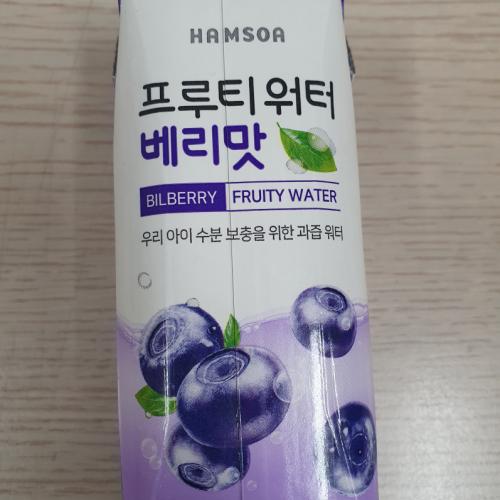 HAMSOA
프루티워터
베리맛
BILBERRY FRUITY WATER
우리 아이 수분 보충을 위한 과즙 워터